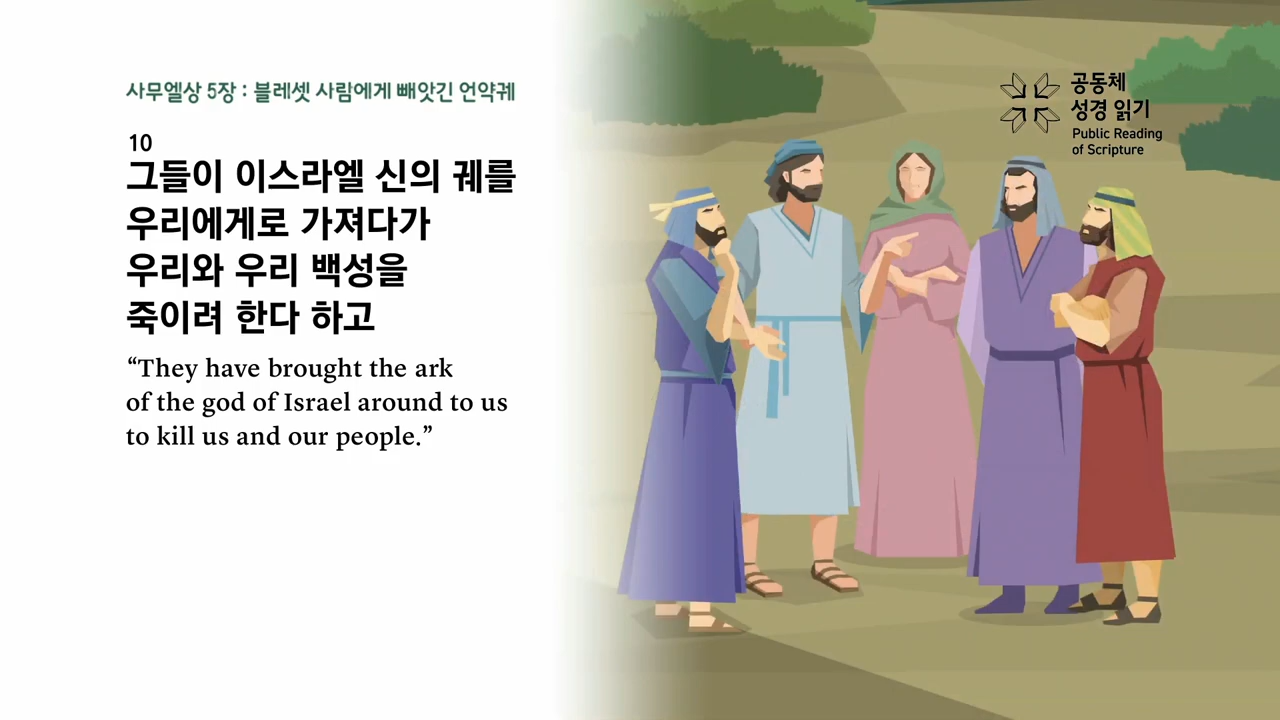 사무엘상 5장 : 블레셋 사람에게 빼앗긴 언약궤
10
그들이 이스라엘 신의 궤를
우리에게로 가져다가
우리와 우리 백성을
죽이려 한다 하고
“They have brought the ark
of the god of Israel around to us
to kill us and our people.”
공동체
성경 읽기
Public Reading
of Scripture